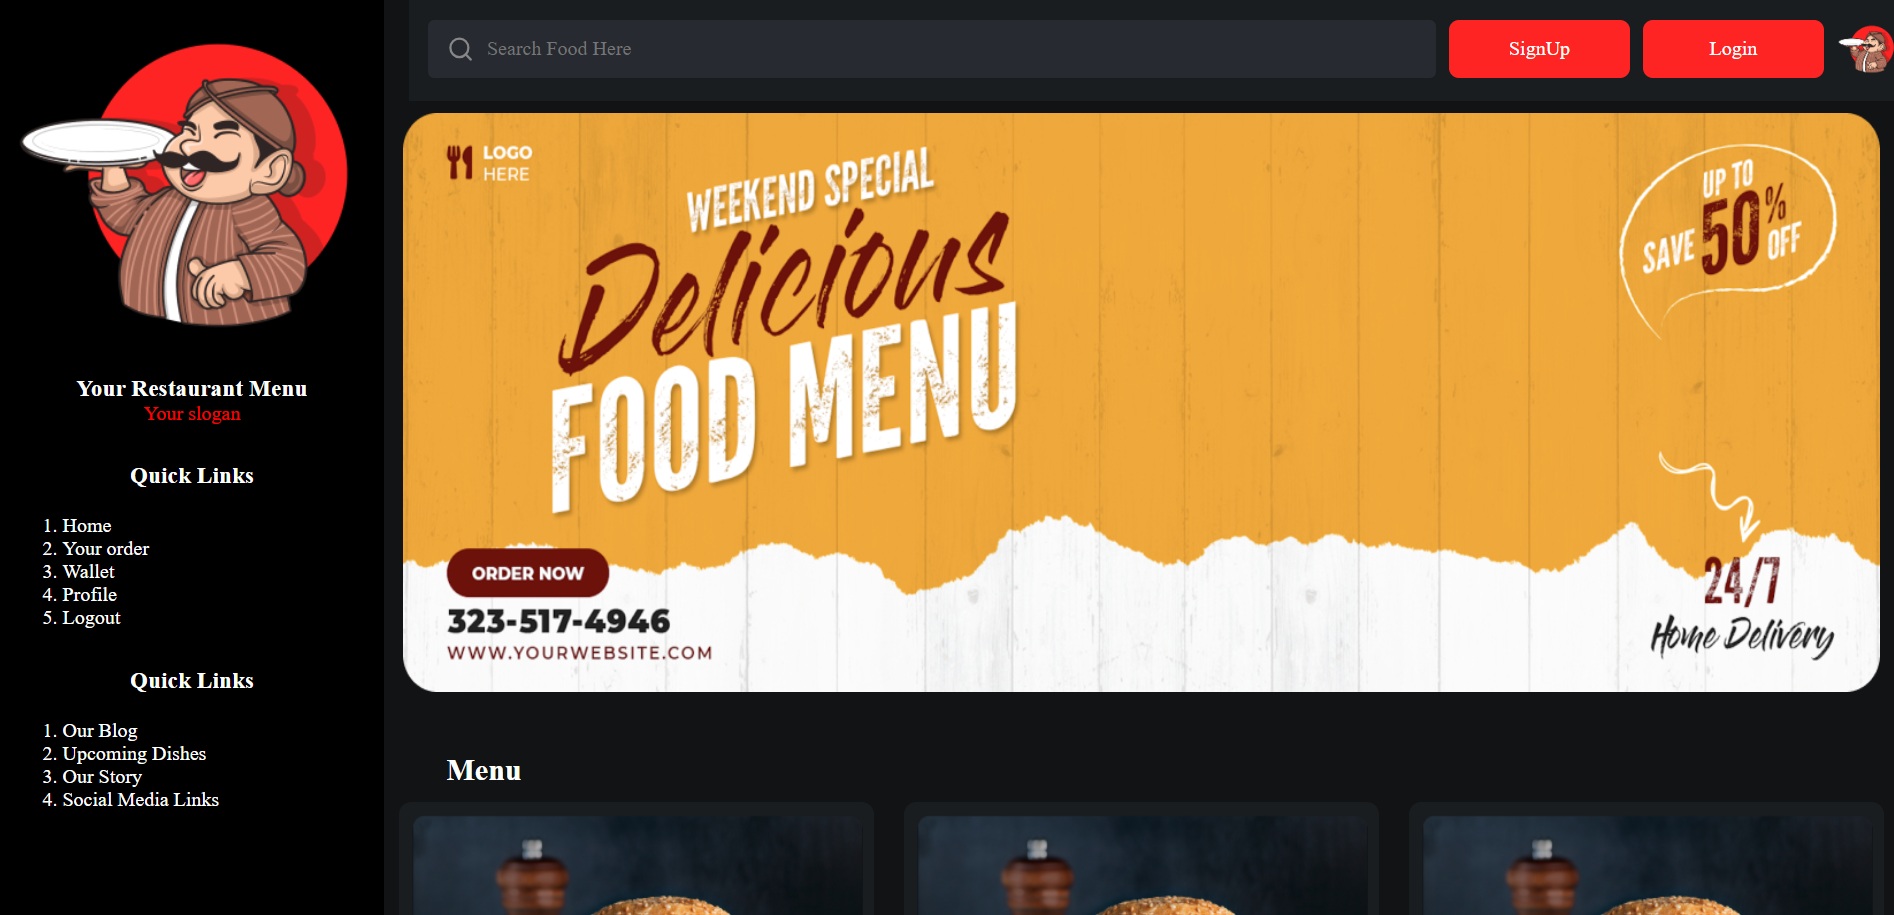 Search Food Here
SignUp
Login
Your Restaurant Menu
Your slogan
Quick Links
1. Home
2. Your order
3. Wallet
4. Profile
5. Logout
Quick Links
1. Our Blog
2. Upcoming Dishes
3. Our Story
4. Social Media Links
LOGO
HERE
WEEKEND SPECIAL
Delicious
FOOD MENU
UP TO
SAVE 50% OFF
ORDER NOW
323-517-4946
WWW.YOURWEBSITE.COM
24/7
Home Delivery
Menu